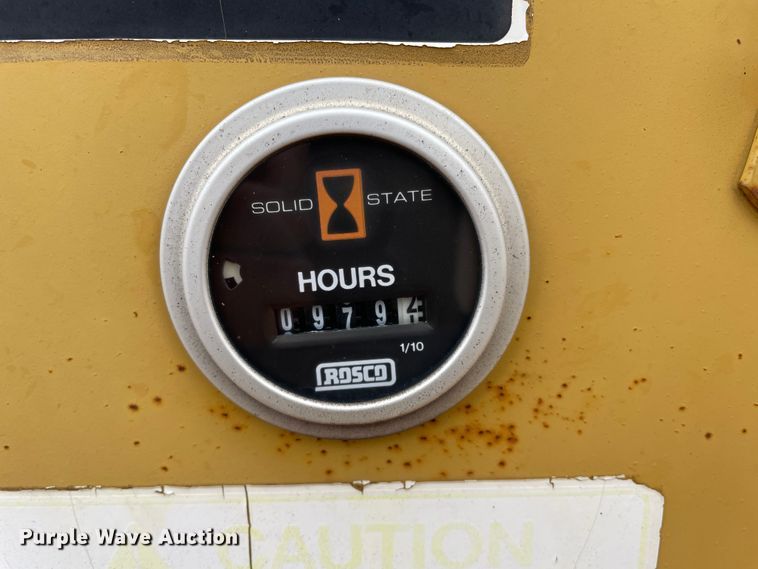 SOLID STATE
HOURS
0979
1/10
ROSCO
CAUTION
Purple Wave Auction